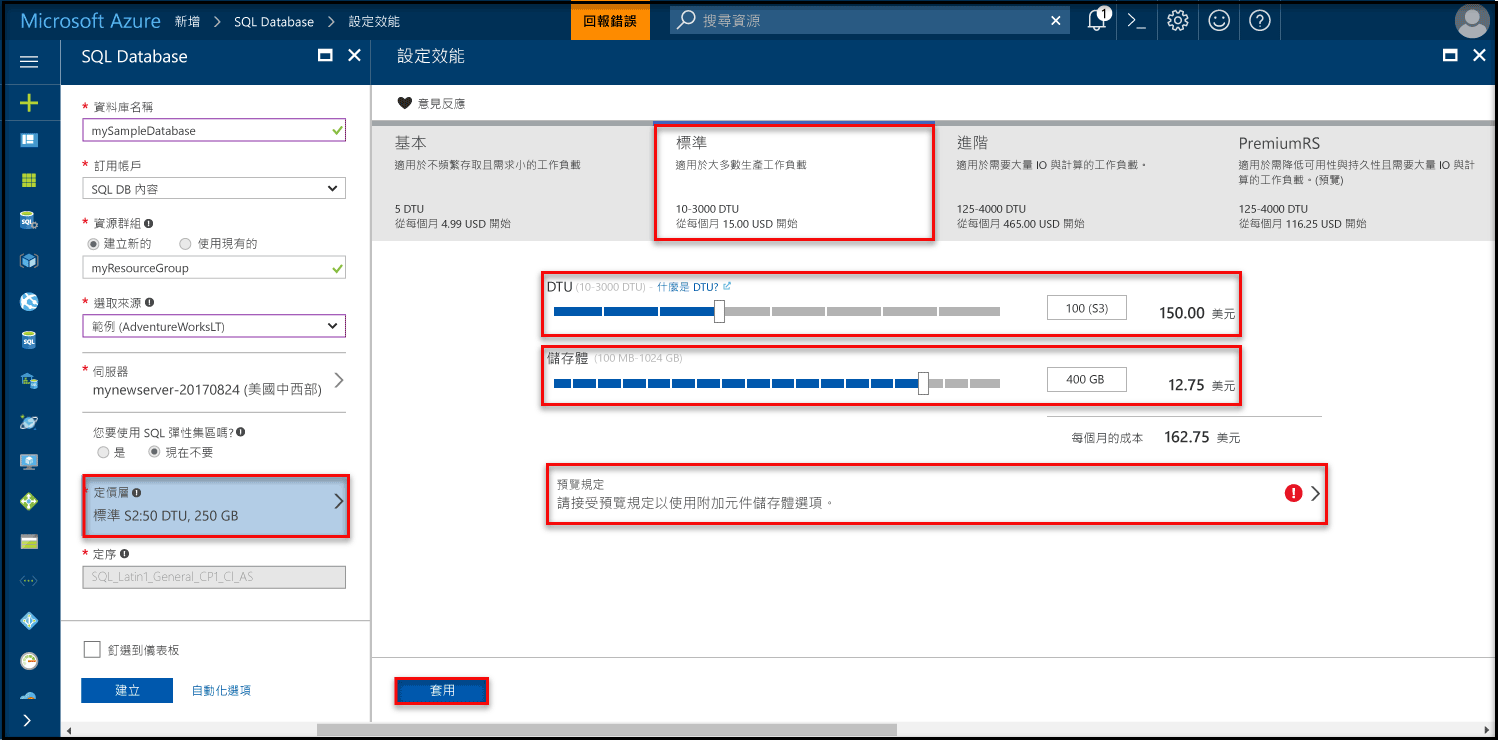 Microsoft Azure 新增 > SQL Database > 設定效能
回報錯誤
搜尋資源
1
SQL Database
設定效能
* 資料庫名稱
mySampleDatabase
* 訂用帳戶
SQL DB 內容
* 資源群組
建立新的 使用現有的
myResourceGroup
* 選取來源
範例 (AdventureWorksLT)
* 伺服器
mynewserver-20170824 (美國中西部)
您要使用 SQL 彈性集區嗎?
是 現在不要
* 定價層
標準 S2:50 DTU, 250 GB
* 定序
SQL_Latin1_General_CP1_CI_AS
釘選到儀表板
建立 自動化選項
意見反應
基本
適用於不頻繁存取且需求小的工作負載
5 DTU
從每個月 4.99 USD 開始
標準
適用於大多數生產工作負載
10-3000 DTU
從每個月 15.00 USD 開始
進階
適用於需要大量 IO 與計算的工作負載。
125-4000 DTU
從每個月 465.00 USD 開始
PremiumRS
適用於需降低可用性與持久性且需要大量 IO 與計
算的工作負載。(預覽)
125-4000 DTU
從每個月 116.25 USD 開始
DTU (10-3000 DTU) - 什麼是 DTU?
100 (S3) 150.00 美元
儲存體 (100 MB-1024 GB)
400 GB 12.75 美元
每個月的成本 162.75 美元
預覽規定
請接受預覽規定以使用附加元件儲存體選項。
套用